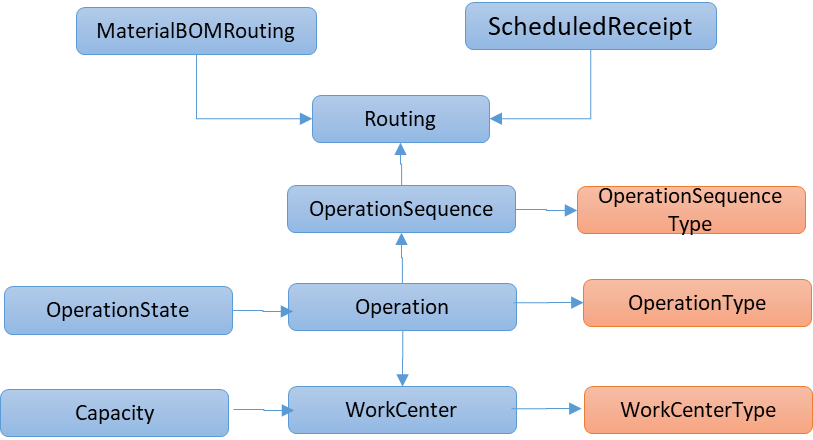 MaterialBOMRouting
ScheduledReceipt
Routing
OperationSequence
OperationSequence
Type
OperationState
Operation
OperationType
Capacity
WorkCenter
WorkCenterType